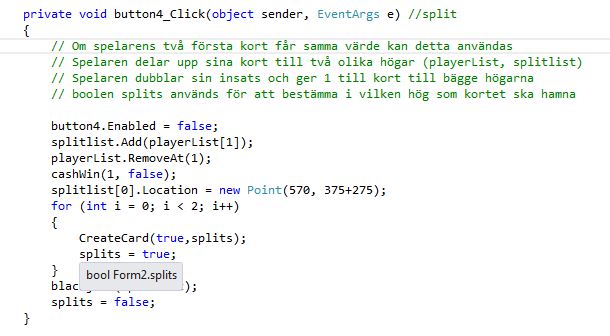 private void button4_Click(object sender, EventArgs e) //split
{
// Om spelarens två första kort får samma värde kan detta användas
// Spelaren delar upp sina kort till två olika högar (playerList, splitlist)
// Spelaren dubblar sin insats och ger 1 till kort till bägge högarna
// boolen splits används för att bestämma i vilken hög som kortet ska hamna
button4.Enabled = false;
splitlist.Add(playerList[1]);
playerList.RemoveAt(1);
cashWin(1, false);
splitlist[0].Location = new Point(570, 375+275);
for (int i = 0; i < 2; i++)
{
CreateCard(true,splits);
splits = true;
}
bool Form2.splits
splits = false;
}